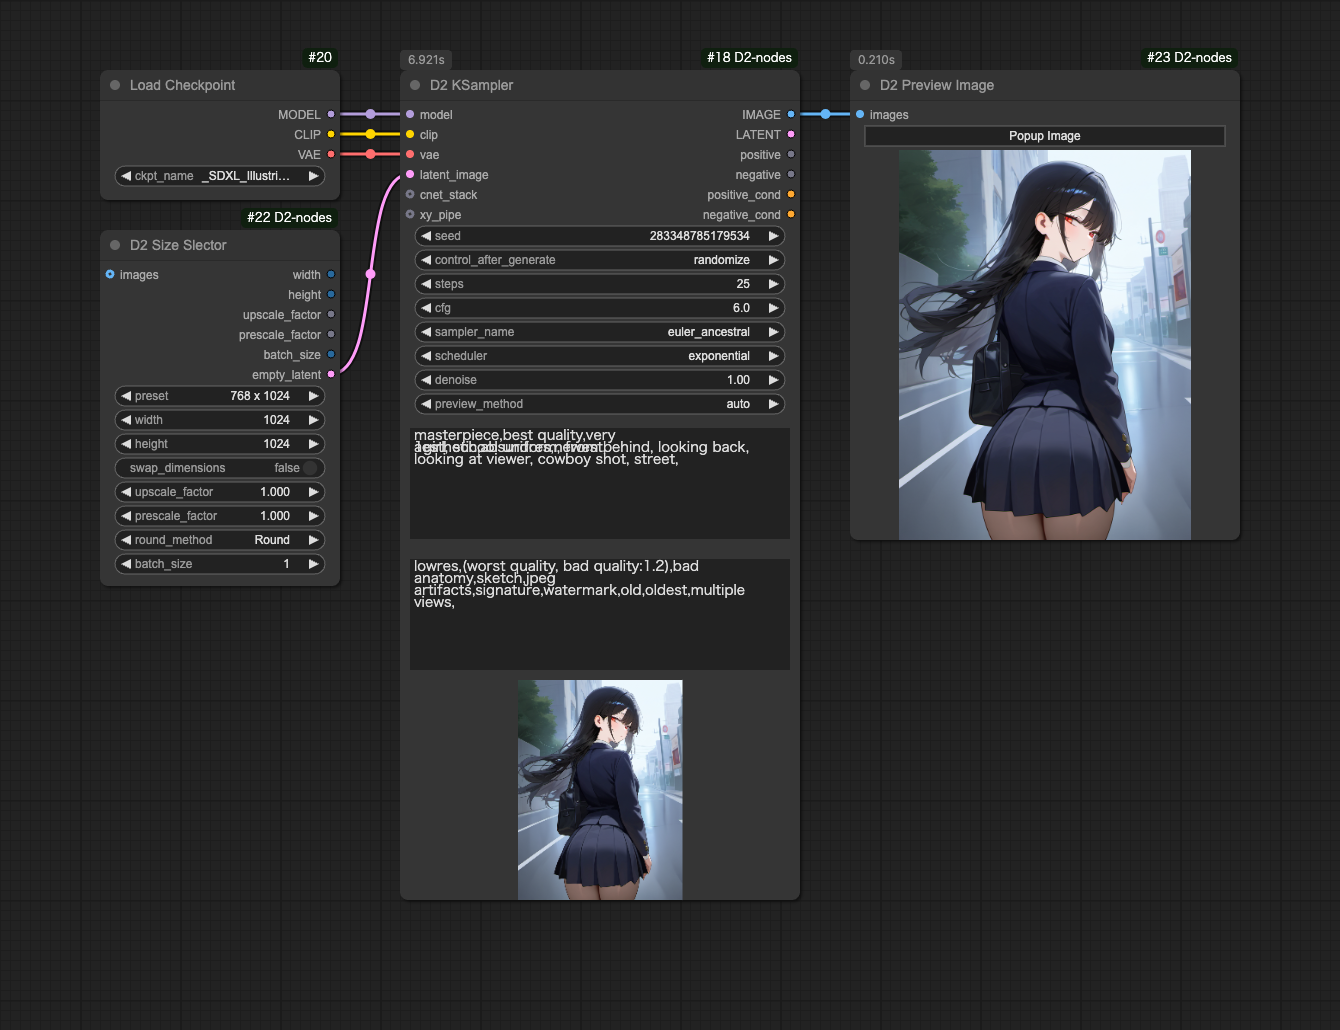 #20
Load Checkpoint
MODEL
CLIP
VAE
ckpt_name _SDXL_Illustri...
#22 D2-nodes
D2 Size Slector
images width
height
upscale_factor
prescale_factor
batch_size
empty_latent
preset 768 x 1024
width 1024
height 1024
swap_dimensions false
upscale_factor 1.000
prescale_factor 1.000
round_method Round
batch_size 1
6.921s
#18 D2-nodes
D2 KSampler
model IMAGE
clip LATENT
vae positive
latent_image negative
cnet_stack positive_cond
xy_pipe negative_cond
seed 283348785179534
control_after_generate randomize
steps 25
cfg 6.0
sampler_name euler_ancestral
scheduler exponential
denoise 1.00
preview_method auto
masterpiece,best quality,very
behind, looking back,
looking at viewer, cowboy shot, street,
lowres,(worst quality, bad quality:1.2),bad
anatomy,sketch,jpeg
artifacts,signature,watermark,old,oldest,multiple
views,
0.210s
#23 D2-nodes
D2 Preview Image
images
Popup Image